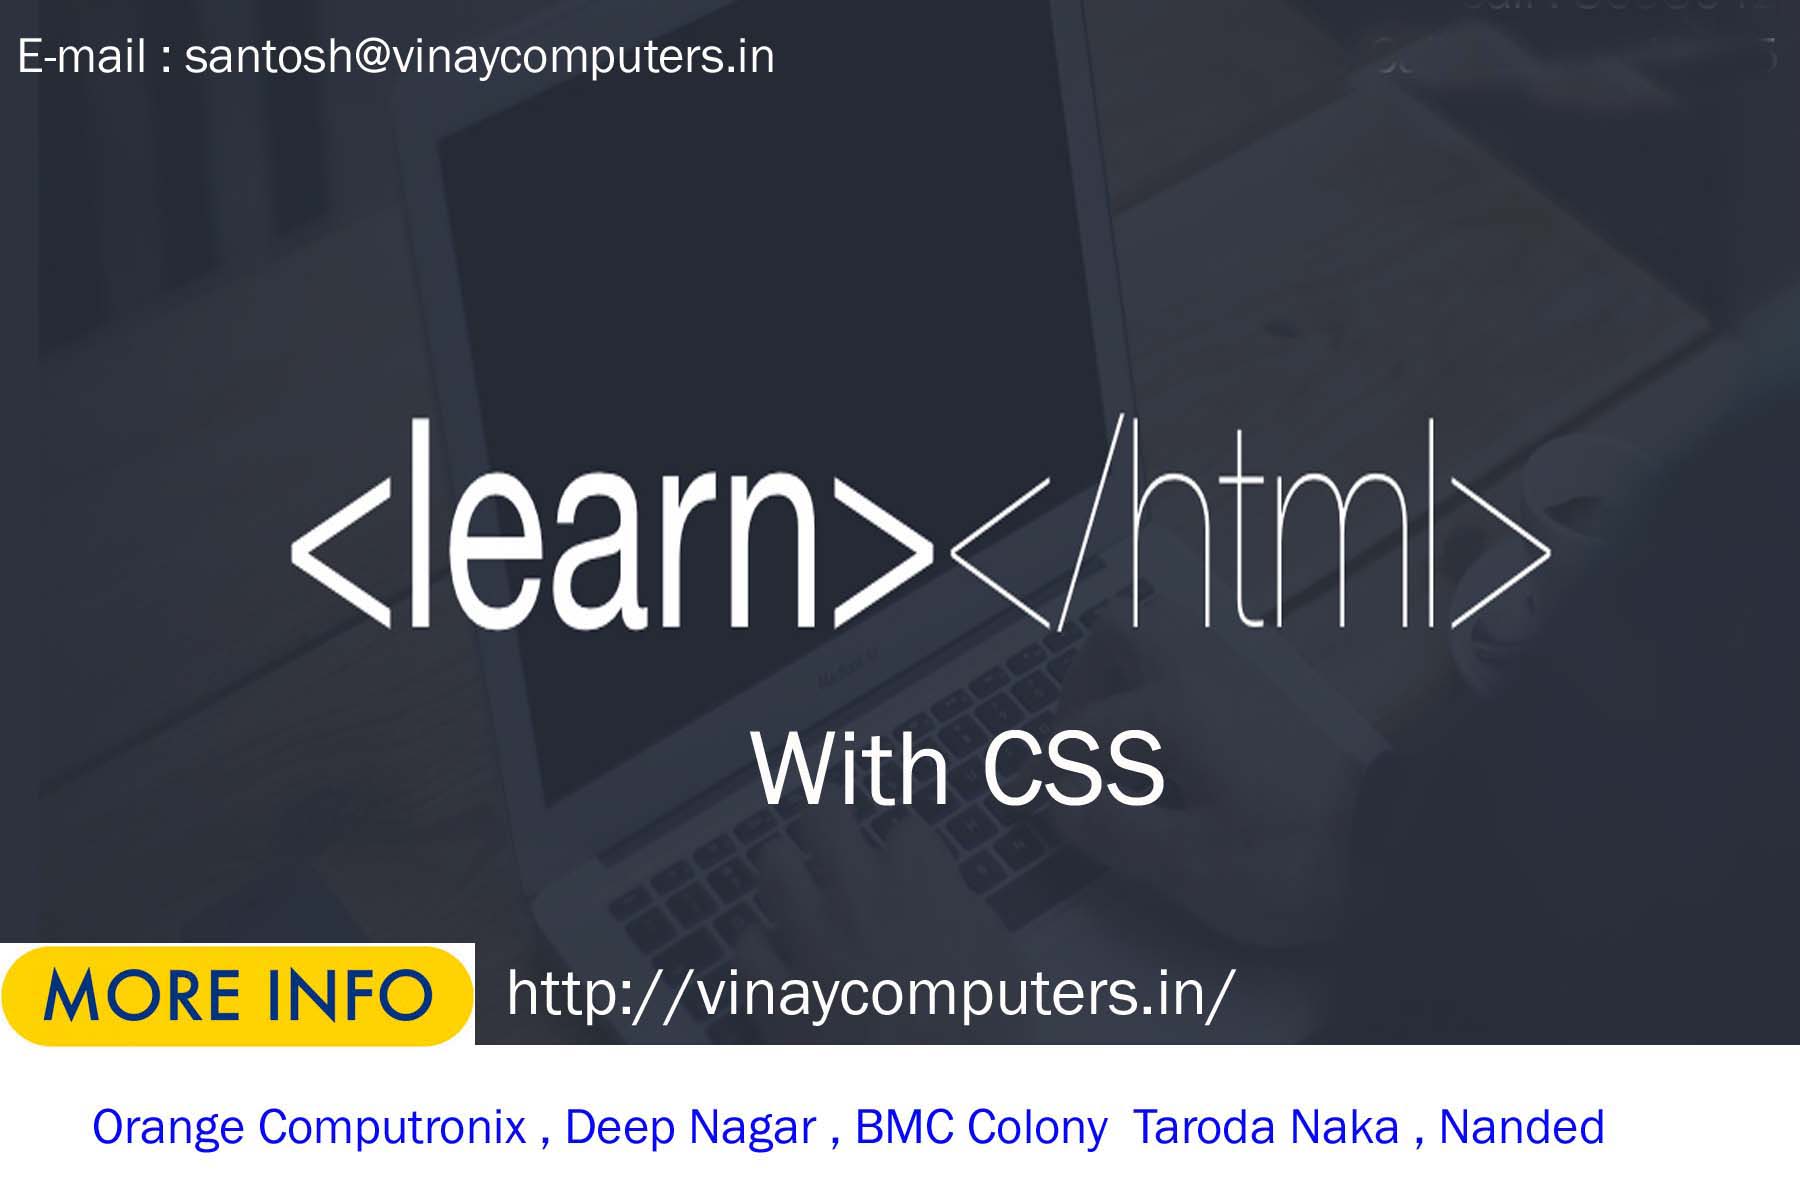 E-mail : santosh@vinaycomputers.in
<learn></html>
With CSS
MORE INFO http://vinaycomputers.in/
Orange Computronix , Deep Nagar , BMC Colony  Taroda Naka , Nanded